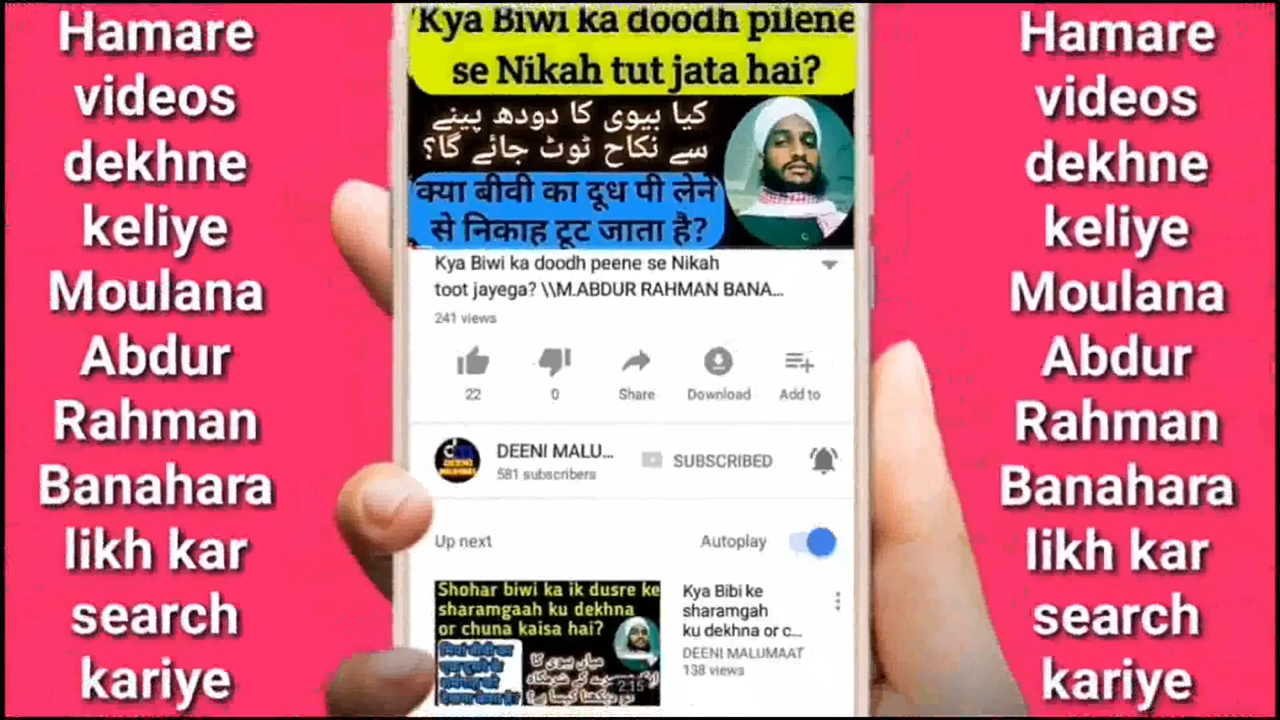 Hamare
videos
dekhne
keliye
Moulana
Abdur
Rahman
Banahara
likh kar
search
kariye
Kya Biwi ka doodh pilene
se Nikah tut jata hai?
کیا بیوی کا دودھ پینے
سے نکاح ٹوٹ جائے گا؟
क्या बीवी का दूध पी लेने
से निकाह टूट जाता है?
Kya Biwi ka doodh peene se Nikah
toot jayega? \\M.ABDUR RAHMAN BANA...
241 views
22
0
Share
Download
Add to
DEENI MALU...
581 subscribers
SUBSCRIBED
Up next
Autoplay
Shohar biwi ka ik dusre ke
sharamgaah ku dekhna
or chuna kaisa hai?
میاں بیوی کا
2:15
Kya Bibi ke
sharamgah
ku dekhna or c...
DEENI MALUMAAT
138 views
Hamare
videos
dekhne
keliye
Moulana
Abdur
Rahman
Banahara
likh kar
search
kariye